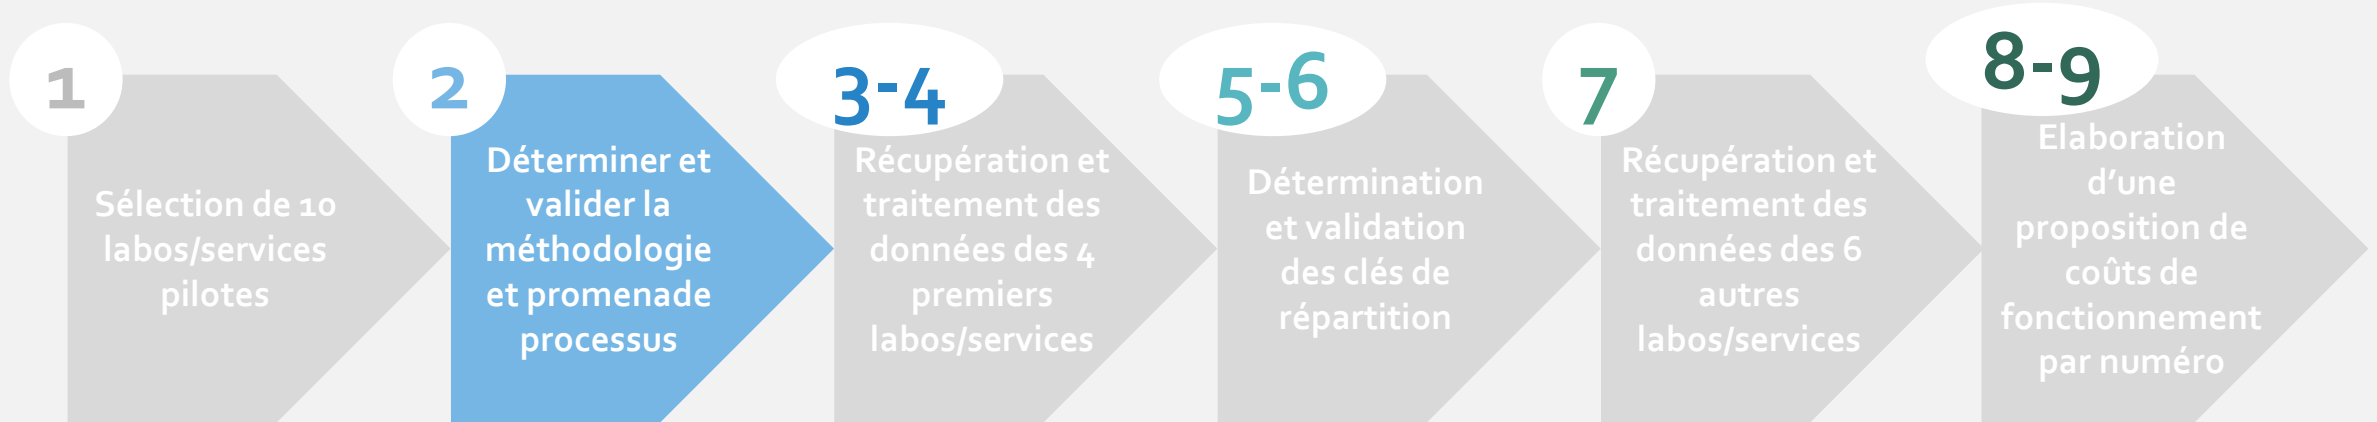 1
Sélection de 10
labos/services
pilotes
2
Déterminer et
valider la
méthodologie
et promenade
processus
3-4
Récupération et
traitement des
données des 4
premiers
labos/services
5-6
Détermination
et validation
des clés de
répartition
7
Récupération et
traitement des
données des 6
autres
labos/services
8-9
Elaboration
d’une
proposition de
coûts de
fonctionnement
par numéro